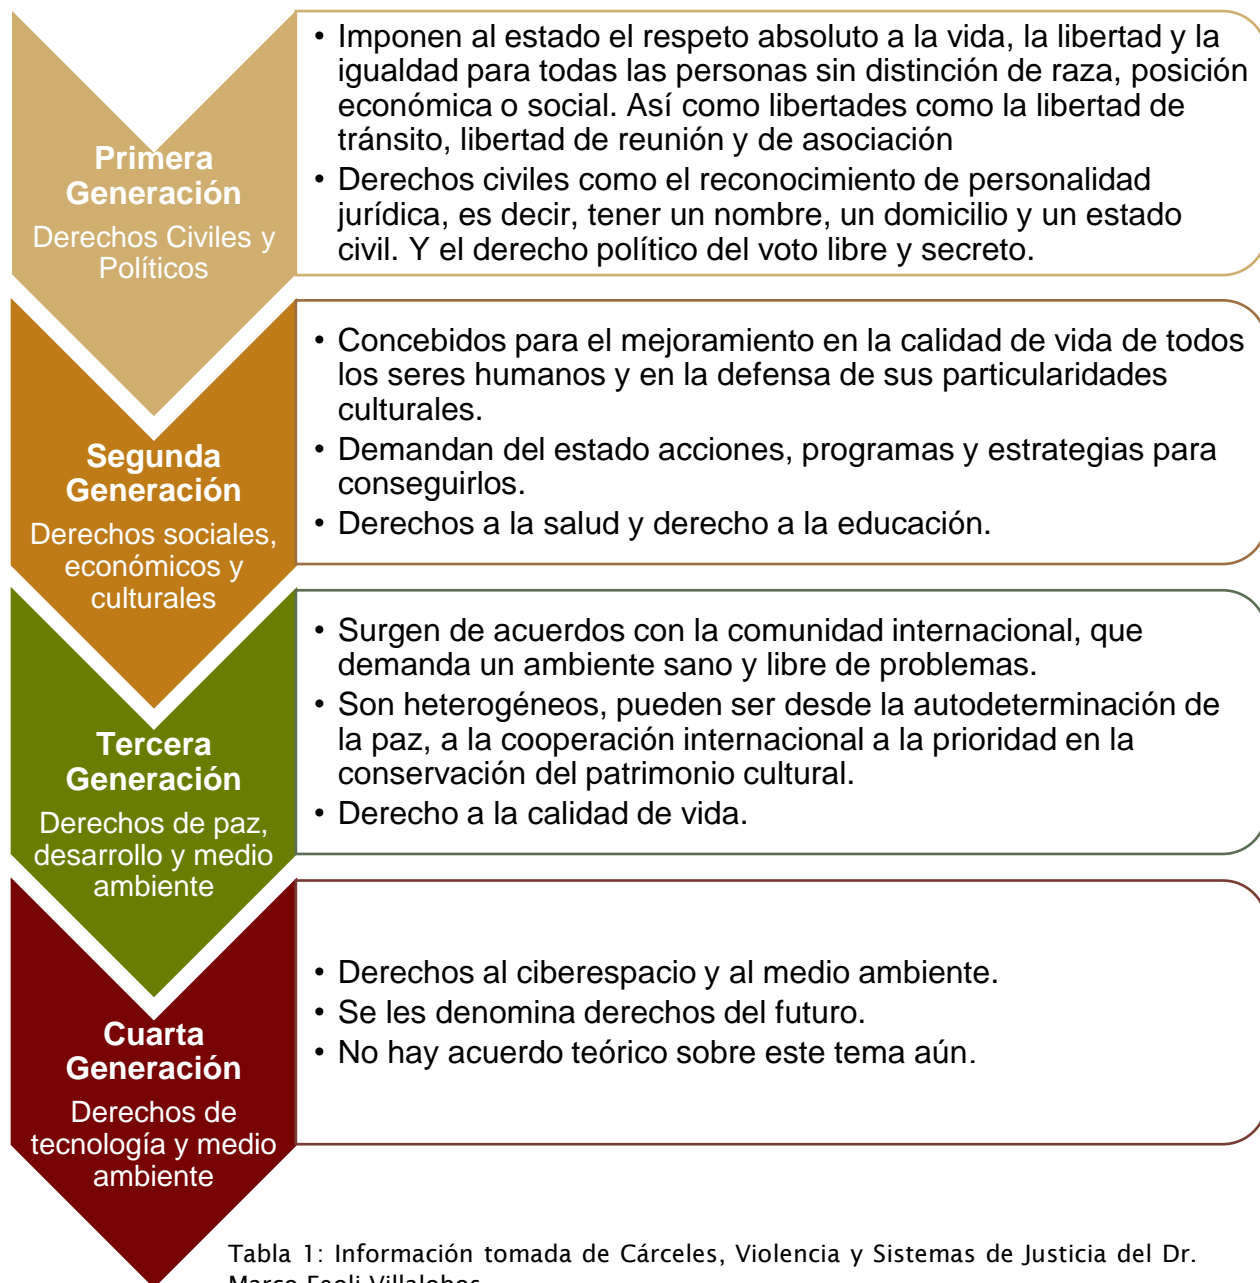 Primera
Generación
Derechos Civiles y
Políticos
• Imponen al estado el respeto absoluto a la vida, la libertad y la
igualdad para todas las personas sin distinción de raza, posición
económica o social. Así como libertades como la libertad de
tránsito, libertad de reunión y de asociación
• Derechos civiles como el reconocimiento de personalidad
jurídica, es decir, tener un nombre, un domicilio y un estado
civil. Y el derecho político del voto libre y secreto.
Segunda
Generación
Derechos sociales,
económicos y
culturales
• Concebidos para el mejoramiento en la calidad de vida de todos
los seres humanos y en la defensa de sus particularidades
culturales.
• Demandan del estado acciones, programas y estrategias para
conseguirlos.
• Derechos a la salud y derecho a la educación.
Tercera
Generación
Derechos de paz,
desarrollo y medio
ambiente
• Surgen de acuerdos con la comunidad internacional, que
demanda un ambiente sano y libre de problemas.
• Son heterogéneos, pueden ser desde la autodeterminación de
la paz, a la cooperación internacional a la prioridad en la
conservación del patrimonio cultural.
• Derecho a la calidad de vida.
Cuarta
Generación
Derechos de
tecnología y medio
ambiente
• Derechos al ciberespacio y al medio ambiente.
• Se les denomina derechos del futuro.
• No hay acuerdo teórico sobre este tema aún.
Tabla 1: Información tomada de Cárceles, Violencia y Sistemas de Justicia del Dr.
Marco Feoli Villalobos